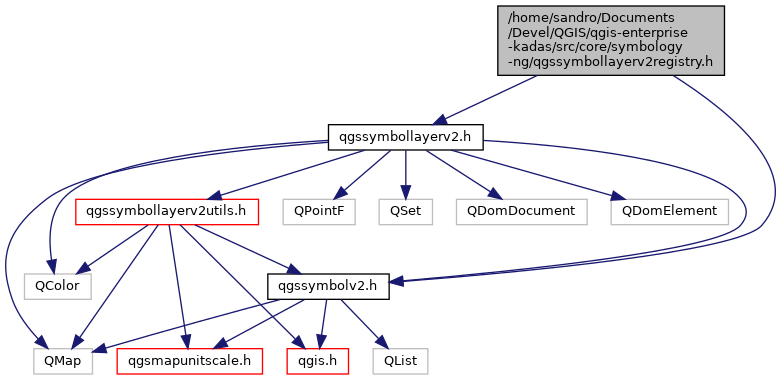 /home/sandro/Documents
/Devel/QGIS/qgis-enterprise
-kadas/src/core/symbology
-ng/qgssymbollayerv2registry.h
qgssymbollayerv2.h
qgssymbollayerv2utils.h
QPointF
QSet
QDomDocument
QDomElement
QColor
qgssymbolv2.h
QMap
qgsmapunitscale.h
qgis.h
QList